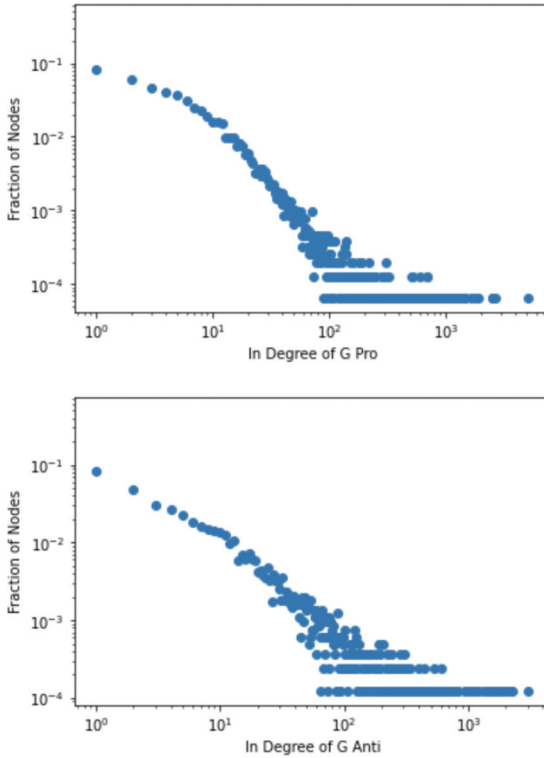 Fraction of Nodes
10⁻¹
10⁻²
10⁻³
10⁻⁴
10⁰ 10¹ 10² 10³
In Degree of G Pro
Fraction of Nodes
10⁻¹
10⁻²
10⁻³
10⁻⁴
10⁰ 10¹ 10² 10³
In Degree of G Anti